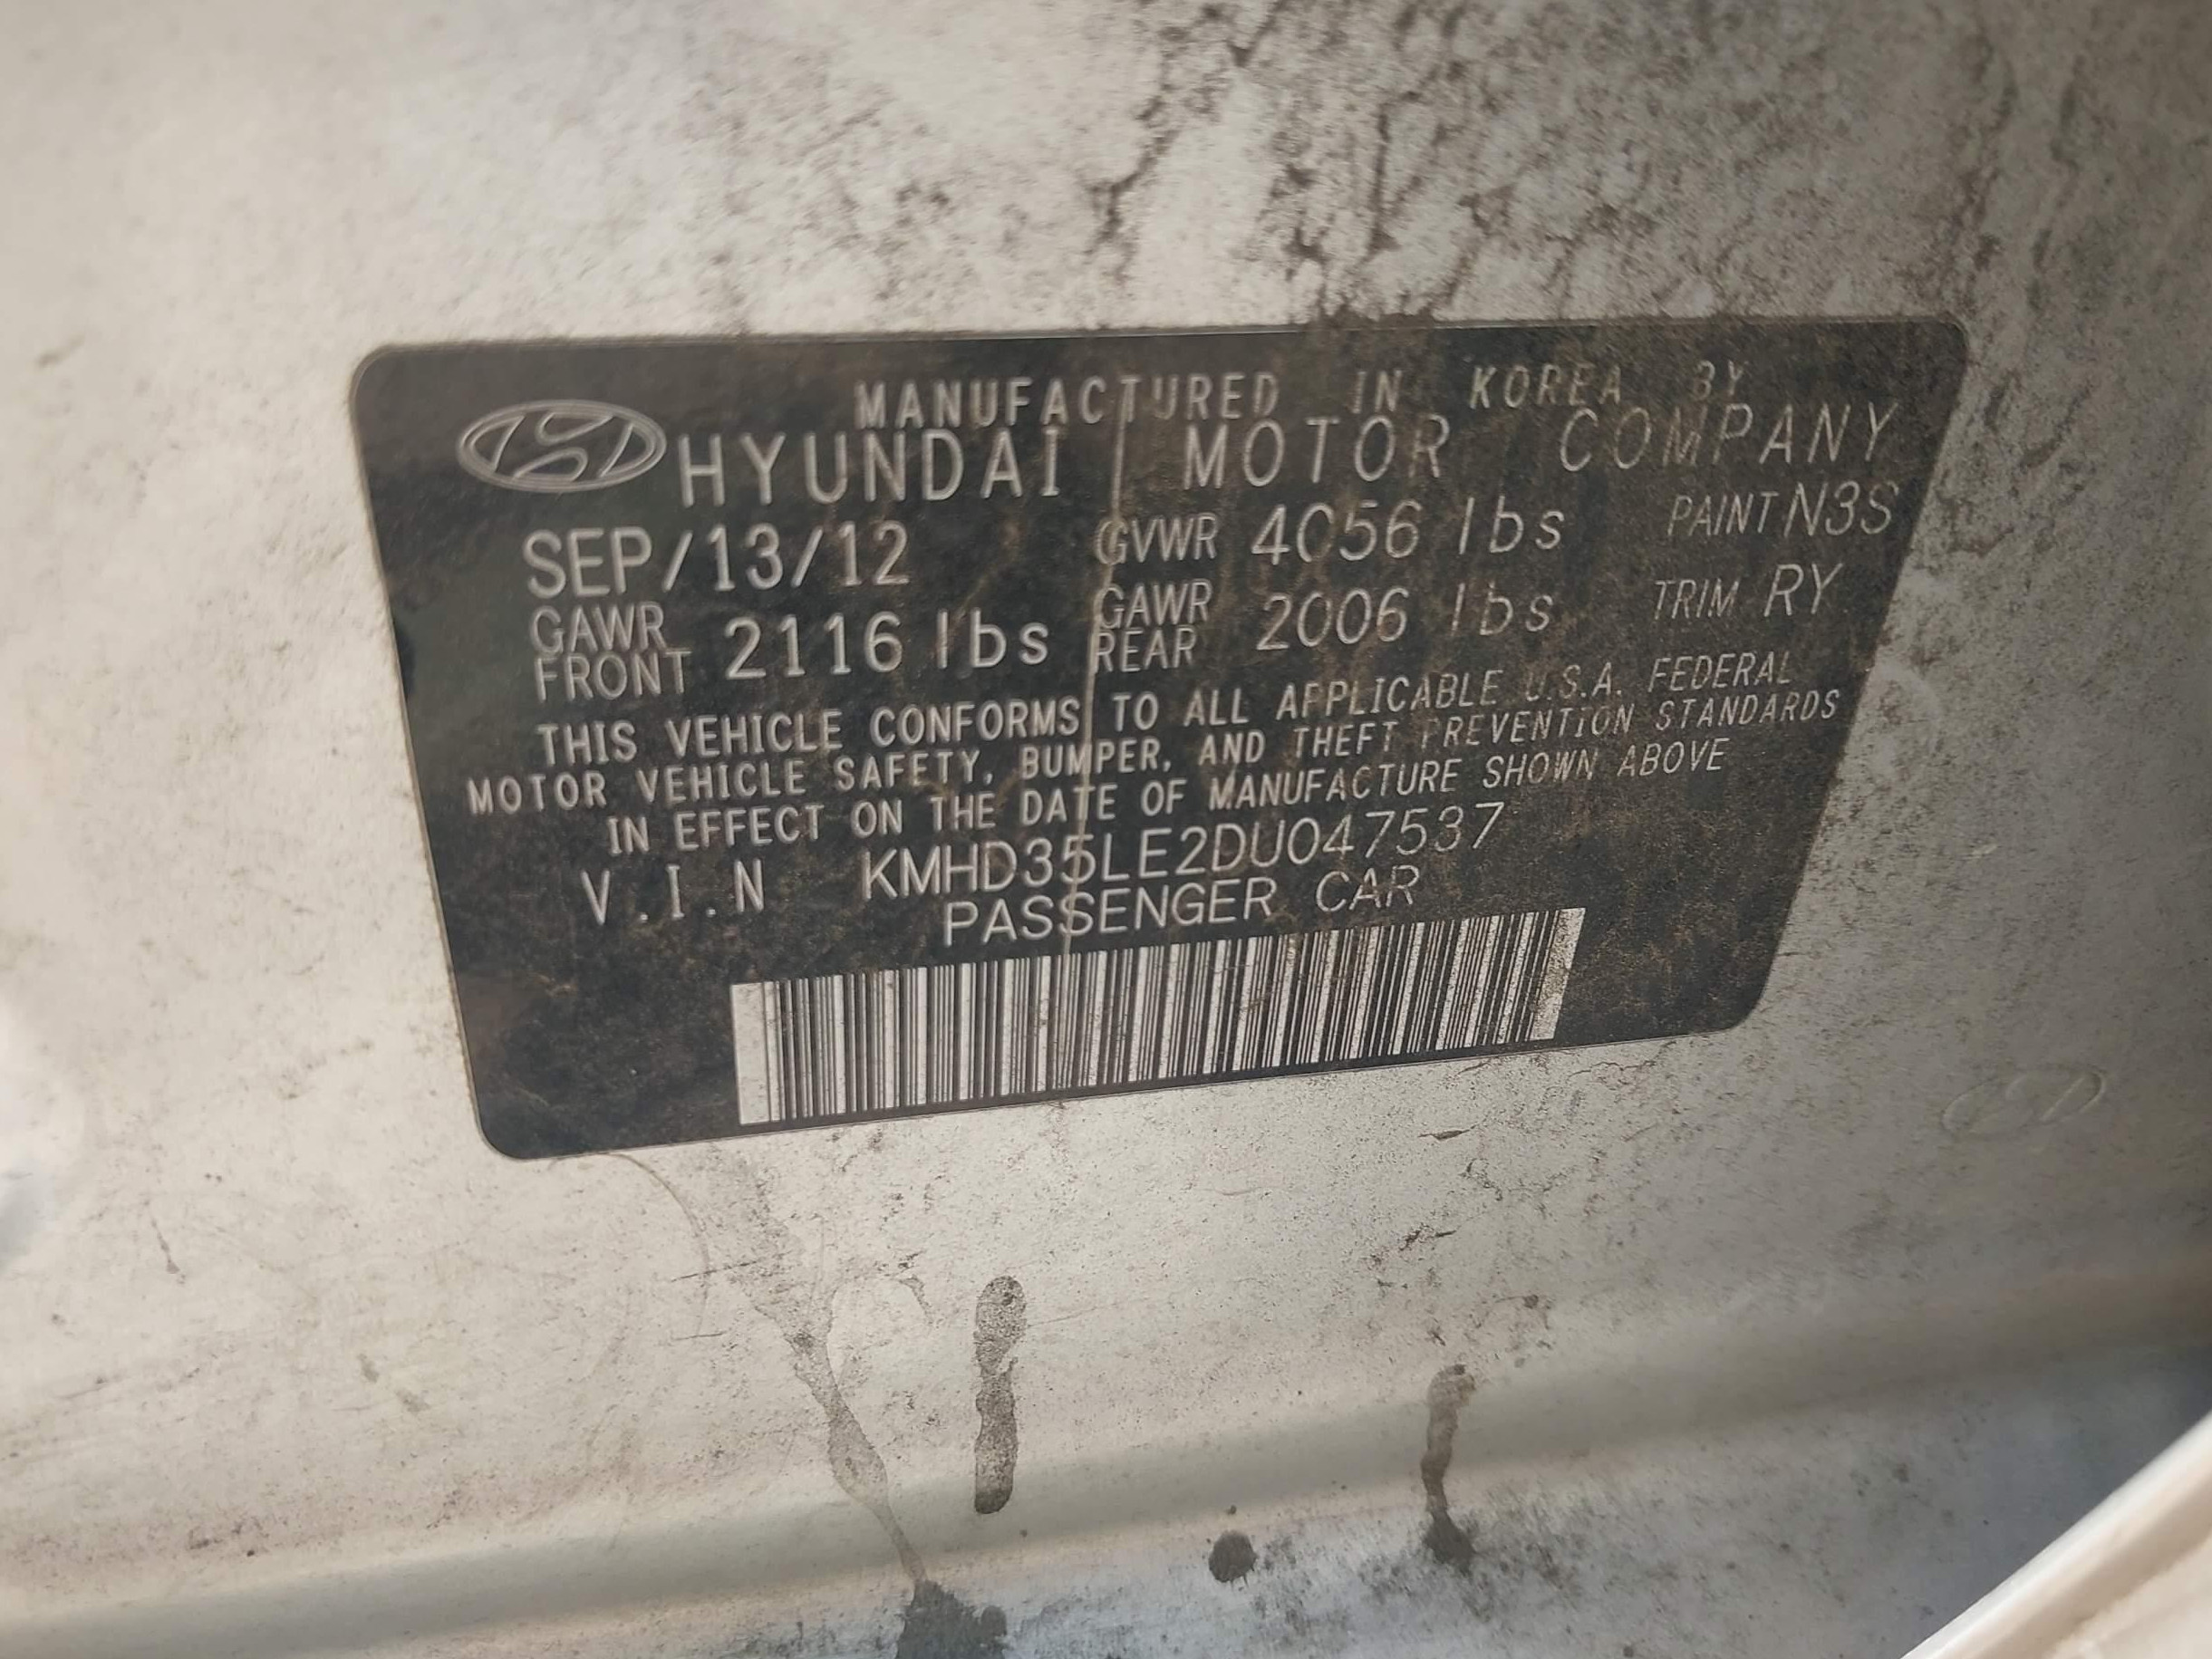 MANUFACTURED IN KOREA BY
HYUNDAI MOTOR COMPANY
SEP/13/12 GVWR 4056 lbs PAINT N3S
GAWR FRONT 2116 lbs GAWR REAR 2006 lbs TRIM RY
THIS VEHICLE CONFORMS TO ALL APPLICABLE U.S.A. FEDERAL
MOTOR VEHICLE SAFETY, BUMPER, AND THEFT PREVENTION STANDARDS
IN EFFECT ON THE DATE OF MANUFACTURE SHOWN ABOVE
V.I.N KMHD35LE2DU047537
PASSENGER CAR